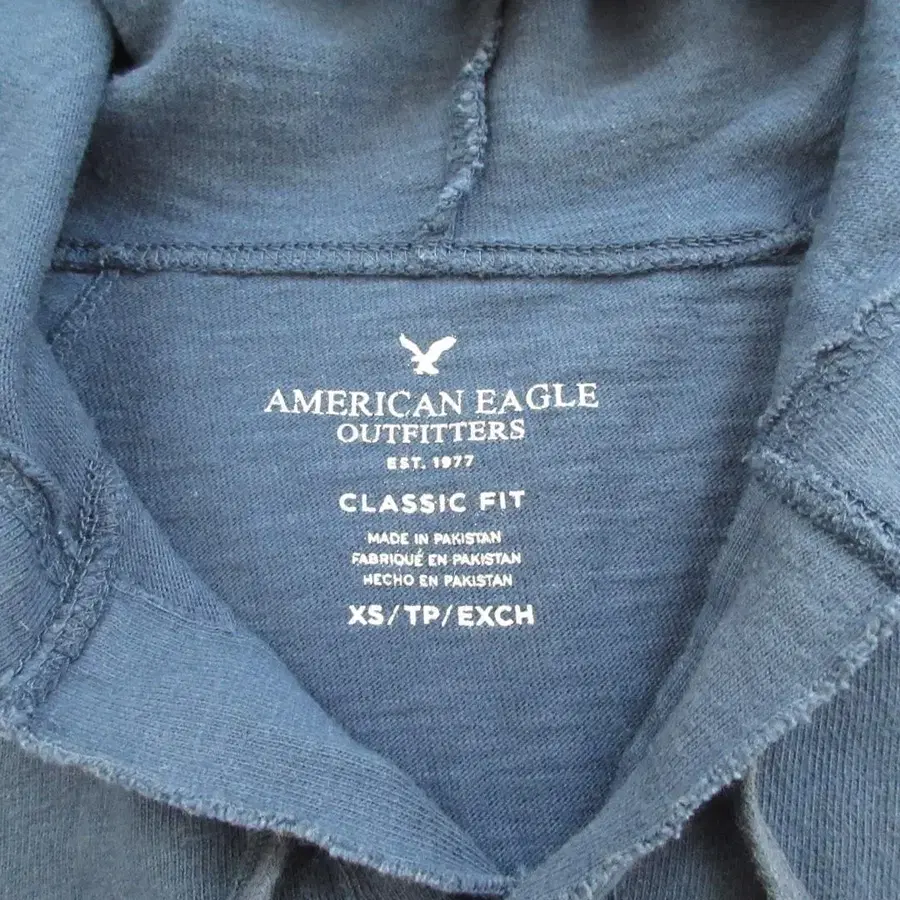 AMERICAN EAGLE
OUTFITTERS
EST. 1977
CLASSIC FIT
MADE IN PAKISTAN
FABRIQUÉ EN PAKISTAN
HECHO EN PAKISTAN
XS/TP/EXCH